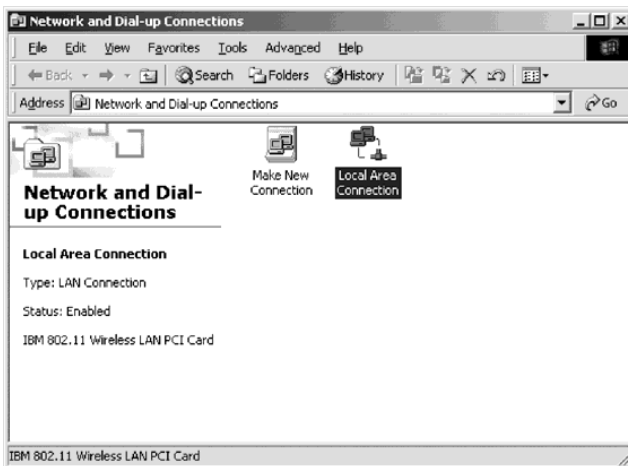 Network and Dial-up Connections
File Edit View Favorites Tools Advanced Help
Back Search Folders History
Address Network and Dial-up Connections Go
Make New Connection
Local Area Connection
Network and Dial-
up Connections
Local Area Connection
Type: LAN Connection
Status: Enabled
IBM 802.11 Wireless LAN PCI Card
IBM 802.11 Wireless LAN PCI Card